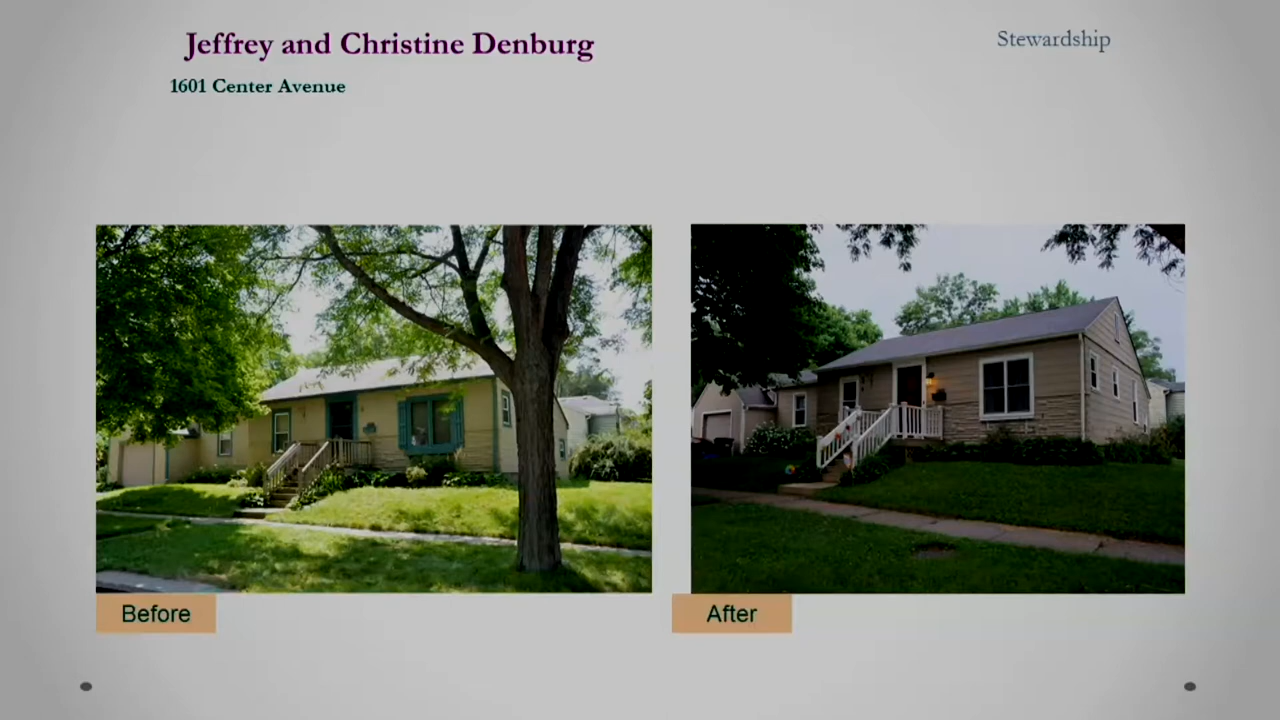 Jeffrey and Christine Denburg
Stewardship
1601 Center Avenue
Before
After